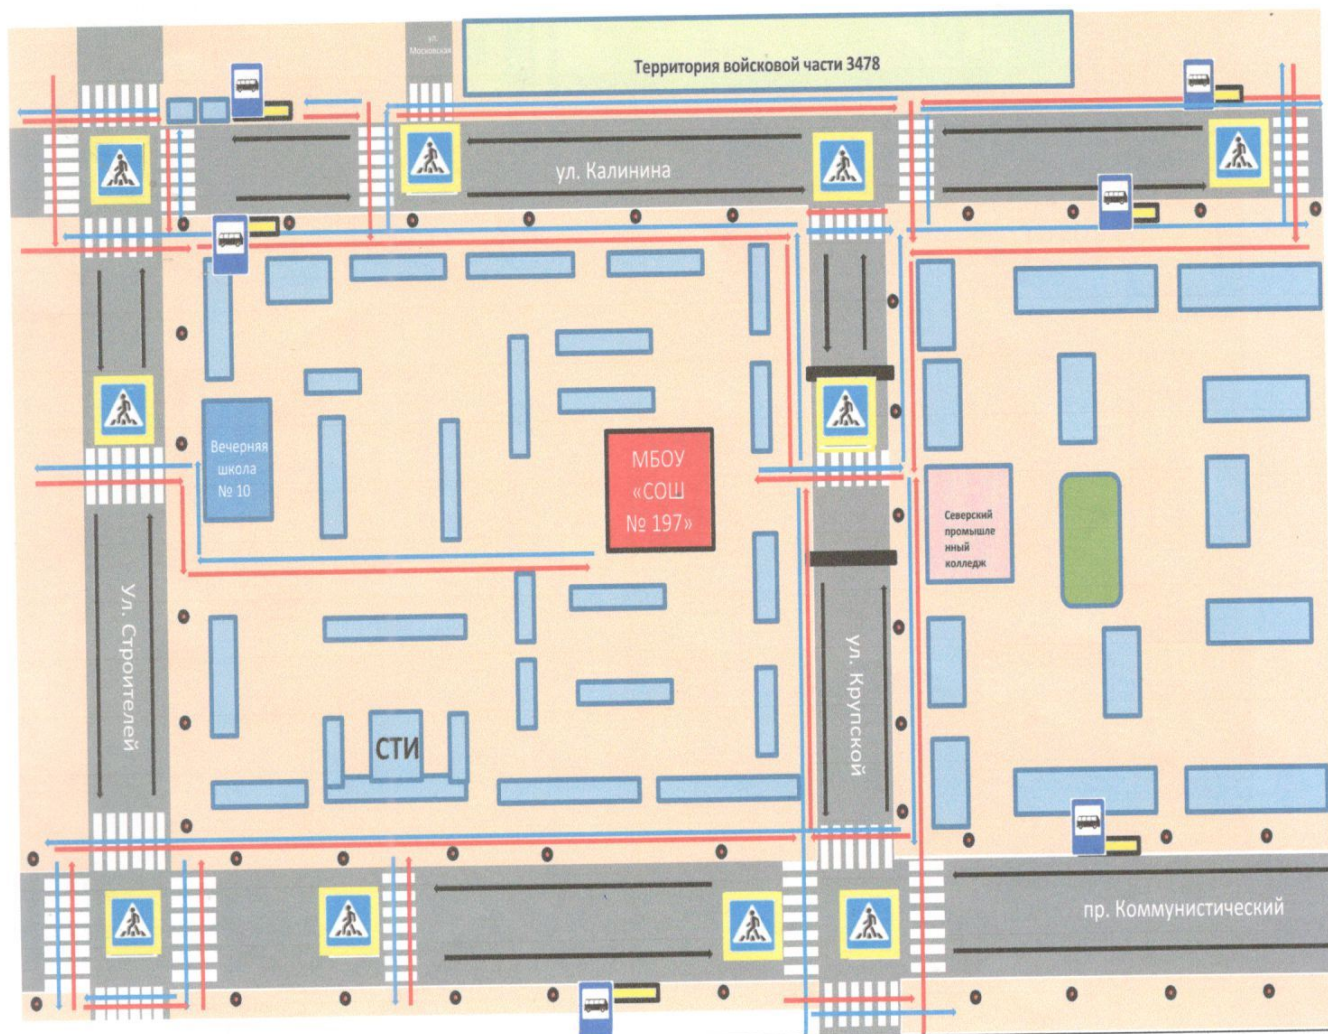 ул.
Московская
Территория войсковой части 3478
ул. Калинина
Вечерняя
школа
№ 10
МБОУ
«СОШ
№ 197»
Северский
промышле
нный
колледж
Ул. Строителей
ул. Крупской
СТИ
пр. Коммунистический